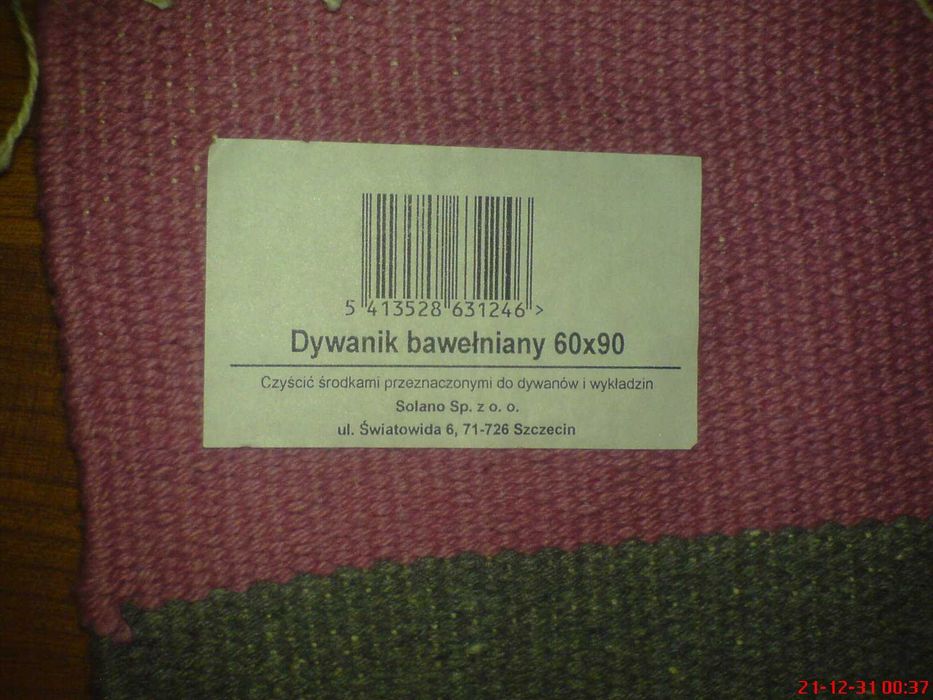 5 413528 631246 >
Dywanik bawełniany 60x90
Czyścić środkami przeznaczonymi do dywanów i wykładzin
Solano Sp. z o. o.
ul. Światowida 6, 71-726 Szczecin
21-12-31 00:37